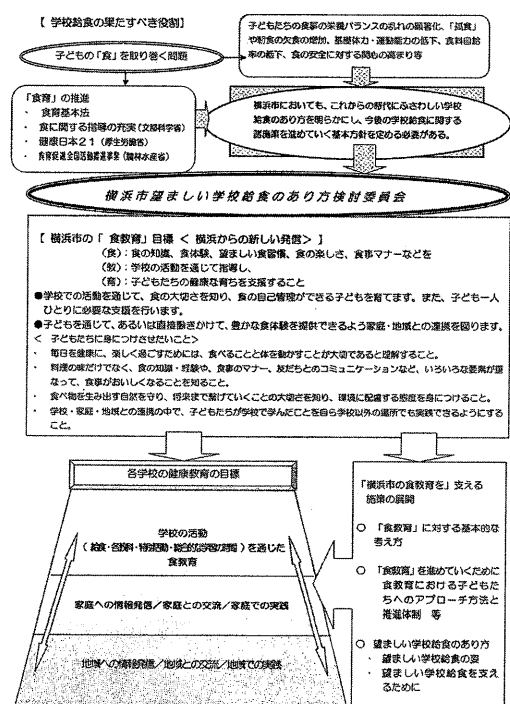 【 学校給食の果たすべき役割】
子どもの「食」を取り巻く問題
子どもたちの食事の栄養バランスの乱れの顕著化、「孤食」
や朝食の欠食の増加、基礎体力・運動能力の低下、食料自給
率の低下、食の安全に対する関心の高まり等
「食育」の推進
・ 食育基本法
・ 食に関する指導の充実(文部科学省)
・ 健康日本21(厚生労働省)
・ 食育促進全国活動推進事業(農林水産省)
横浜市においても、これからの時代にふさわしい学校
給食のあり方を明らかにし、今後の学校給食に関する
諸施策を進めていく基本方針を定める必要がある。
横浜市望ましい学校給食のあり方検討委員会
【 横浜市の「 食教育」目標 < 横浜からの新しい発信> 】
(食):食の知識、食体験、望ましい食習慣、食の楽しさ、食事マナーなどを
(教):学校の活動を通じて指導し、
(育):子どもたちの健康な育ちを支援すること
●学校での活動を通じて、食の大切さを知り、食の自己管理ができる子どもを育てます。また、子ども一人
ひとりに必要な支援を行います。
●子どもを通じて、あるいは直接働きかけて、豊かな食体験を提供できるよう家庭・地域との連携を図ります。
< 子どもたちに身につけさせたいこと>
・ 毎日を健康に、楽しく過ごすためには、食べることと体を動かすことが大切であると理解すること。
・ 料理の味だけでなく、食の知識・経験や、食事のマナー、友だちとのコミュニケーションなど、いろいろな要素が重
なって、食事がおいしくなることを知ること。
・ 食べ物を生み出す自然を守り、将来まで繋げていくことの大切さを知り、環境に配慮する態度を身につけること。
・ 学校・家庭・地域との連携の中で、子どもたちが学校で学んだことを自ら学校以外の場所でも実践できるようにする
こと。
各学校の健康教育の目標
学校の活動
(給食・各教科・特別活動・総合的な学習の時間)を通じた
食教育
家庭への情報発信/家庭との交流/家庭での実践
地域への情報発信/地域との交流/地域での実践
「横浜市の食教育を」支える
施策の展開
○ 「食教育」に対する基本的な
考え方
○ 「食教育」を進めていくために
食教育における子どもた
ちへのアプローチ方法と
推進体制 等
○ 望ましい学校給食のあり方
・ 望ましい学校給食の姿
・ 望ましい学校給食を支え
るために